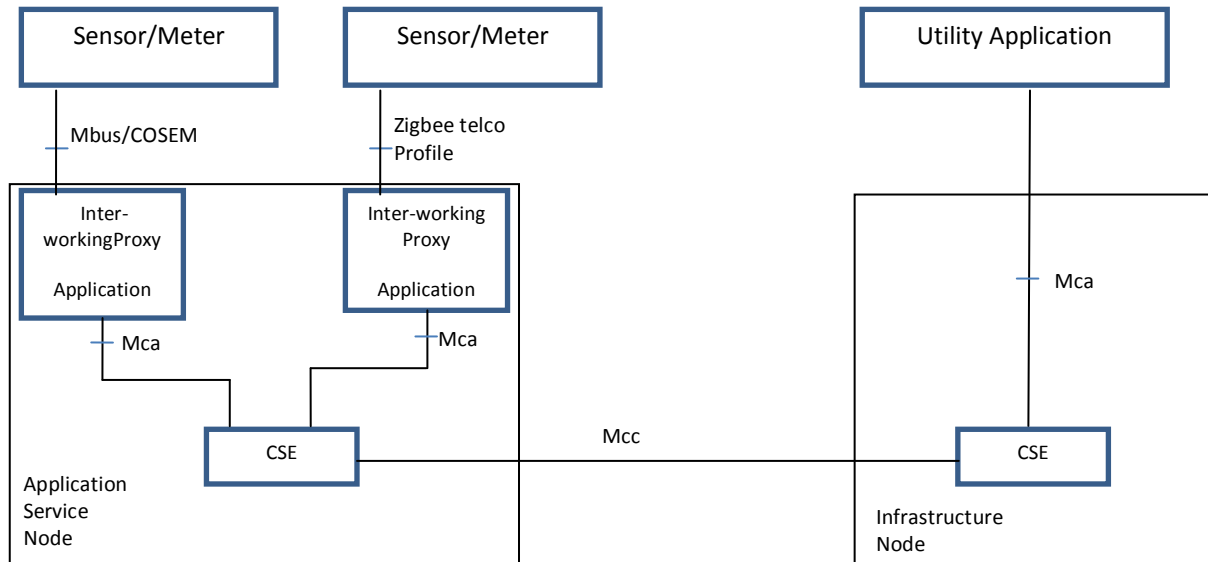 Sensor/Meter
Sensor/Meter
Utility Application
Mbus/COSEM
Zigbee telco
Profile
Inter-
workingProxy
Application
Inter-working
Proxy
Application
Mca
Mca
Mca
CSE
Mcc
CSE
Application
Service
Node
Infrastructure
Node